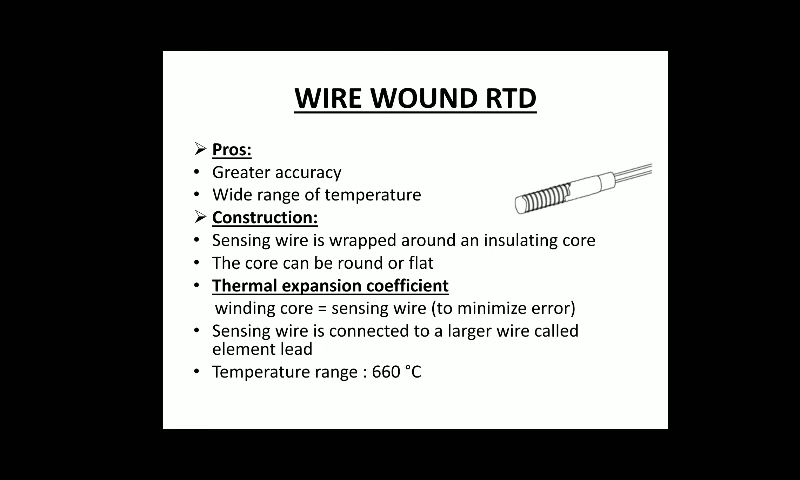 WIRE WOUND RTD
➢ Pros:
• Greater accuracy
• Wide range of temperature
➢ Construction:
• Sensing wire is wrapped around an insulating core
• The core can be round or flat
• Thermal expansion coefficient
winding core = sensing wire (to minimize error)
• Sensing wire is connected to a larger wire called
element lead
• Temperature range : 660 °C